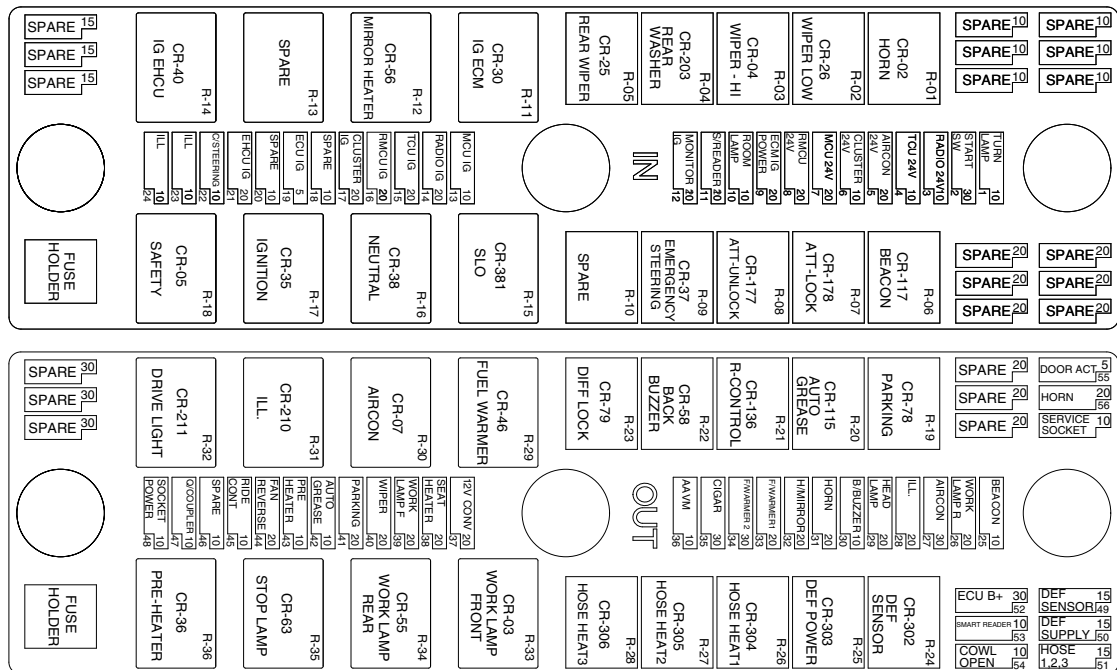 SPARE 15
SPARE 15
SPARE 15
CR-40
IG EHCU
R-14
SPARE
R-13
CR-56
MIRROR HEATER
R-12
CR-30
IG ECM
R-11
CR-25
REAR WIPER
R-05
CR-203
REAR
WASHER
R-04
CR-04
WIPER - HI
R-03
CR-26
WIPER LOW
R-02
CR-02
HORN
R-01
SPARE 10
SPARE 10
SPARE 10
SPARE 10
SPARE 10
SPARE 10
ILL 10 24
ILL 10 23
C/STEERING 10 22
EHCU IG 20 21
SPARE 10 20
ECU IG 5 19
SPARE 10 18
CLUSTER IG 20 17
RMCU IG 20 16
TCU IG 20 15
RADIO IG 20 14
MCU IG 10 13
IN
MONITOR IG 20 12
S/READER 20 11
ROOM LAMP 10 10
ECM IG POWER 20 9
RMCU 24V 20 8
MCU 24V 20 7
CLUSTER 24V 10 6
AIRCON 24V 20 5
TCU 24V 10 4
RADIO 24V 10 3
START SW 30 2
TURN LAMP 10 1
FUSE
HOLDER
CR-05
SAFETY
R-18
CR-35
IGNITION
R-17
CR-38
NEUTRAL
R-16
CR-381
SLO
R-15
SPARE
R-10
CR-37
EMERGENCY
STEERING
R-09
CR-177
ATT-UNLOCK
R-08
CR-178
ATT-LOCK
R-07
CR-117
BEACON
R-06
SPARE 20
SPARE 20
SPARE 20
SPARE 20
SPARE 20
SPARE 20
SPARE 30
SPARE 30
SPARE 30
CR-211
DRIVE LIGHT
R-32
CR-210
ILL.
R-31
CR-07
AIRCON
R-30
CR-46
FUEL WARMER
R-29
CR-79
DIFF LOCK
R-23
CR-58
BACK
BUZZER
R-22
CR-136
R-CONTROL
R-21
CR-115
AUTO
GREASE
R-20
CR-78
PARKING
R-19
SPARE 20
DOOR ACT 5 55
SPARE 20
HORN 20 56
SPARE 20
SERVICE SOCKET 10
SOCKET POWER 10 48
Q/COUPLER 10 47
SPARE 10 46
RIDE CONT 10 45
FAN REVERSE 20 44
PRE HEATER 10 43
AUTO GREASE 10 42
PARKING 20 41
WIPER 20 40
WORK LAMP F 20 39
SEAT HEATER 20 38
12V CONV 20 37
OUT
AAVM 10 36
CIGAR 30 35
F/WARMER 2 30 34
F/WARMER1 20 33
H/MIRROR 20 32
HORN 20 31
B/BUZZER 10 30
HEAD LAMP 20 29
ILL. 20 28
AIRCON 30 27
WORK LAMP R 20 26
BEACON 10 25
FUSE
HOLDER
CR-36
PRE-HEATER
R-36
CR-63
STOP LAMP
R-35
CR-55
WORK LAMP
REAR
R-34
CR-03
WORK LAMP
FRONT
R-33
CR-306
HOSE HEAT3
R-28
CR-305
HOSE HEAT2
R-27
CR-304
HOSE HEAT1
R-26
CR-303
DEF POWER
R-25
CR-302
DEF
SENSOR
R-24
ECU B+ 30 52
DEF SENSOR 15 49
SMART READER 10 53
DEF SUPPLY 15 50
COWL OPEN 10 54
HOSE 1,2,3 15 51